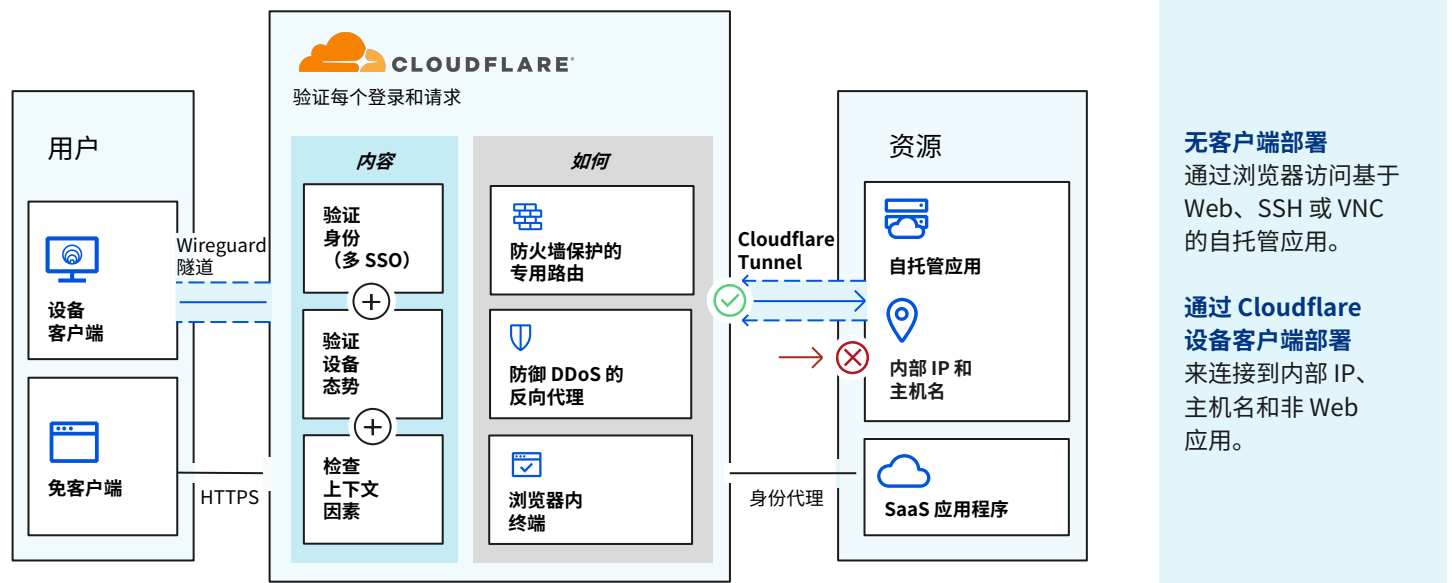 CLOUDFLARE
验证每个登录和请求
用户
设备
客户端
免客户端
Wireguard
隧道
HTTPS
内容
验证
身份
（多 SSO）
验证
设备
态势
检查
上下文
因素
如何
防火墙保护的
专用路由
防御 DDoS 的
反向代理
浏览器内
终端
Cloudflare
Tunnel
身份代理
资源
自托管应用
内部 IP 和
主机名
SaaS 应用程序
无客户端部署
通过浏览器访问基于
Web、SSH 或 VNC
的自托管应用。
通过 Cloudflare
设备客户端部署
来连接到内部 IP、
主机名和非 Web
应用。